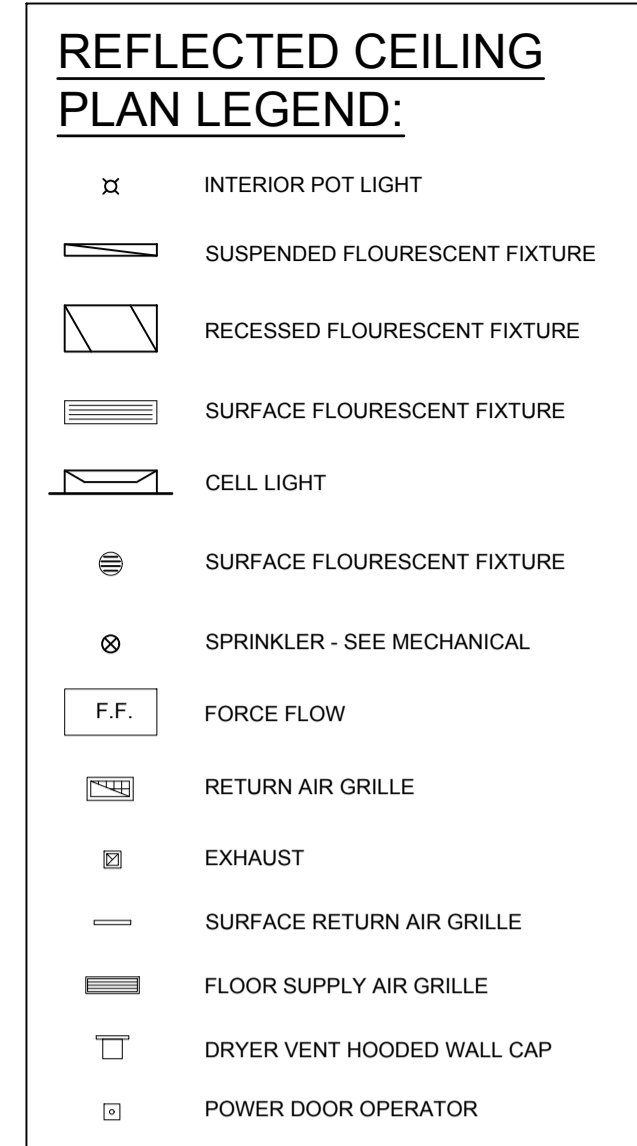 REFLECTED CEILING
PLAN LEGEND:
INTERIOR POT LIGHT
SUSPENDED FLOURESCENT FIXTURE
RECESSED FLOURESCENT FIXTURE
SURFACE FLOURESCENT FIXTURE
CELL LIGHT
SURFACE FLOURESCENT FIXTURE
SPRINKLER - SEE MECHANICAL
F.F. FORCE FLOW
RETURN AIR GRILLE
EXHAUST
SURFACE RETURN AIR GRILLE
FLOOR SUPPLY AIR GRILLE
DRYER VENT HOODED WALL CAP
POWER DOOR OPERATOR